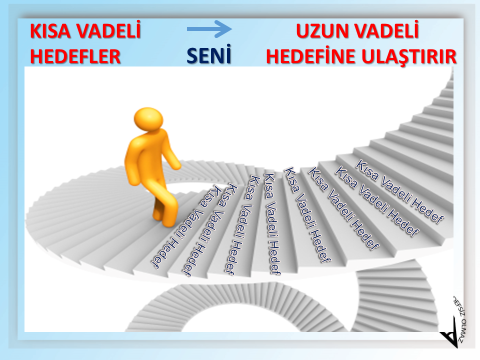 KISA VADELİ
HEDEFLER
SENİ
UZUN VADELİ
HEDEFİNE ULAŞTIRIR
Kısa Vadeli Hedef
Kısa Vadeli Hedef
Kısa Vadeli Hedef
Kısa Vadeli Hedef
Kısa Vadeli Hedef
Kısa Vadeli Hedef
Kısa Vadeli Hedef
Kısa Vadeli Hedef